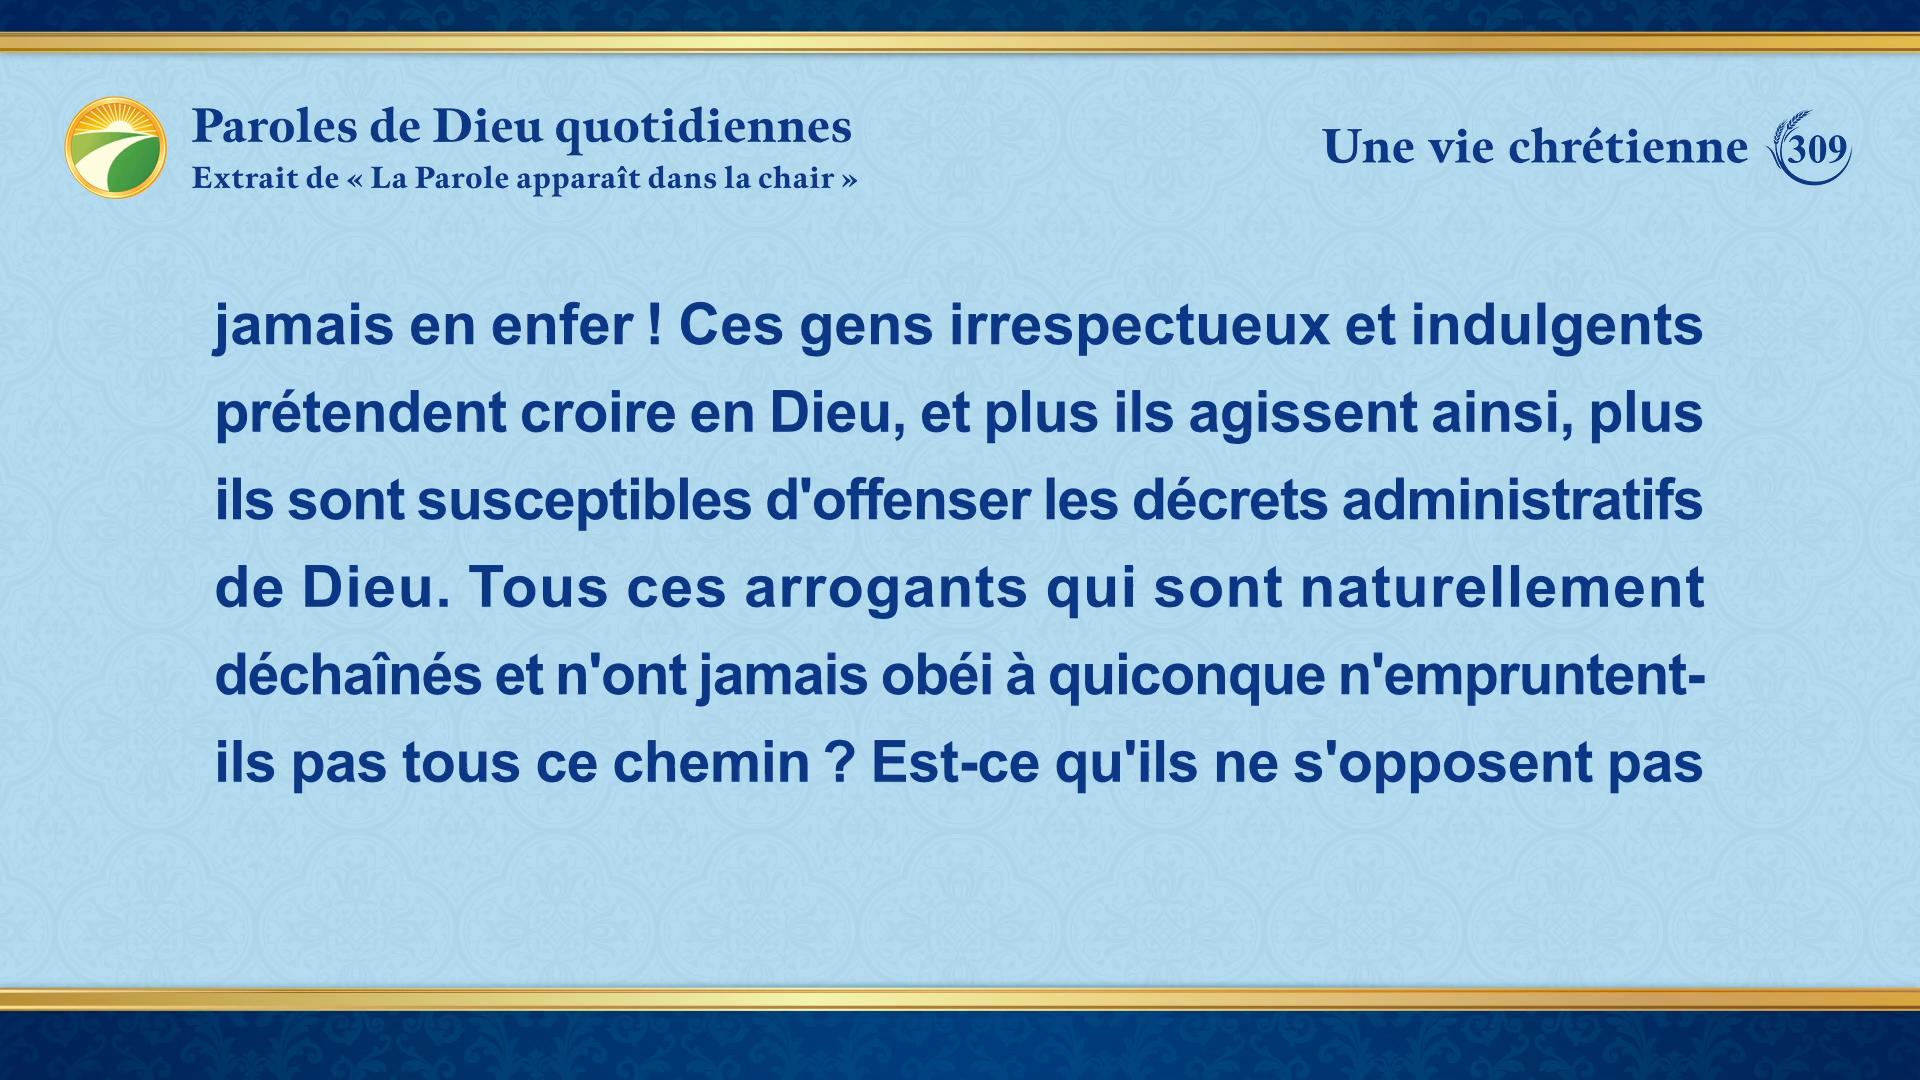 Paroles de Dieu quotidiennes
Extrait de « La Parole apparaît dans la chair »
Une vie chrétienne 309
jamais en enfer ! Ces gens irrespectueux et indulgents
prétendent croire en Dieu, et plus ils agissent ainsi, plus
ils sont susceptibles d'offenser les décrets administratifs
de Dieu. Tous ces arrogants qui sont naturellement
déchaînés et n'ont jamais obéi à quiconque n'empruntent-
ils pas tous ce chemin ? Est-ce qu'ils ne s'opposent pas